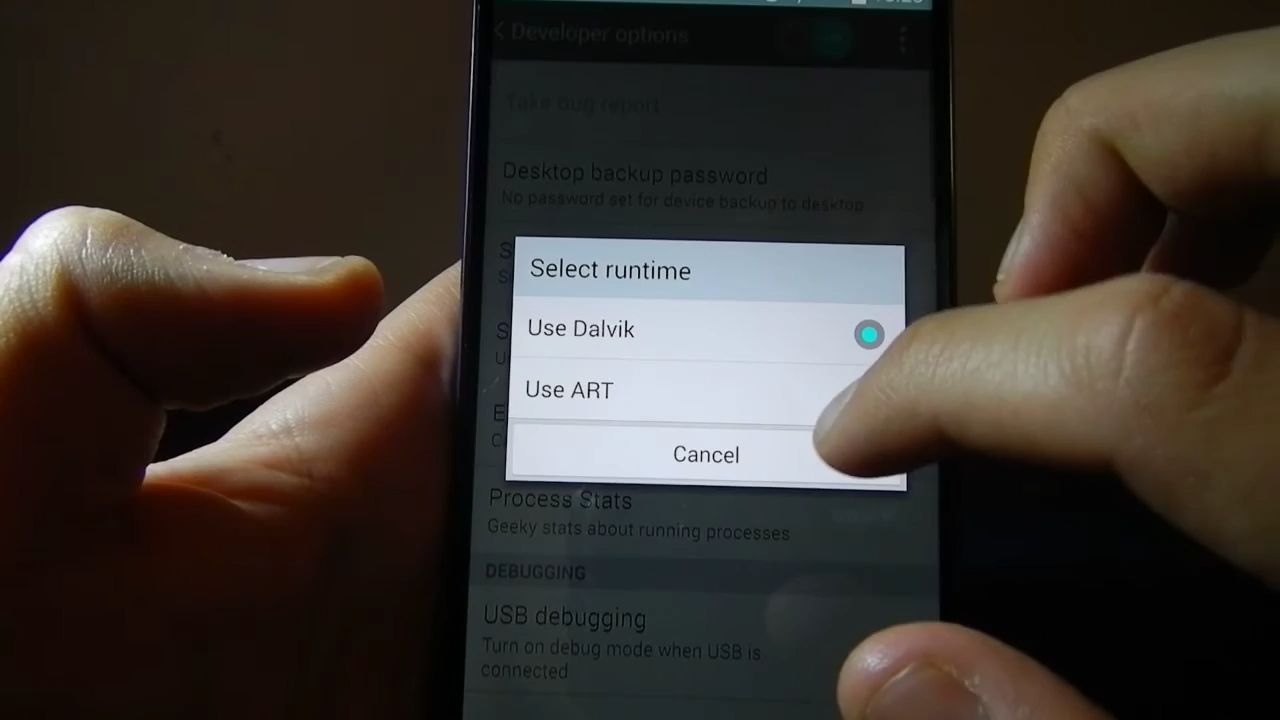 Developer options
Take bug report
Desktop backup password
No password set for device backup to desktop
Select runtime
Use Dalvik
Use ART
Cancel
Process Stats
Geeky stats about running processes
DEBUGGING
USB debugging
Turn on debug mode when USB is
connected